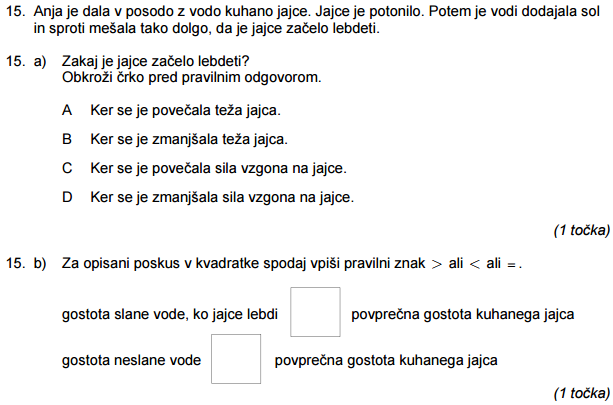 15. Anja je dala v posodo z vodo kuhano jajce. Jajce je potonilo. Potem je vodi dodajala sol
in sproti mešala tako dolgo, da je jajce začelo lebdeti.
15. a) Zakaj je jajce začelo lebdeti?
Obkroži črko pred pravilnim odgovorom.
A Ker se je povečala teža jajca.
B Ker se je zmanjšala teža jajca.
C Ker se je povečala sila vzgona na jajce.
D Ker se je zmanjšala sila vzgona na jajce.
(1 točka)
15. b) Za opisani poskus v kvadratke spodaj vpiši pravilni znak > ali < ali = .
gostota slane vode, ko jajce lebdi povprečna gostota kuhanega jajca
gostota neslane vode povprečna gostota kuhanega jajca
(1 točka)